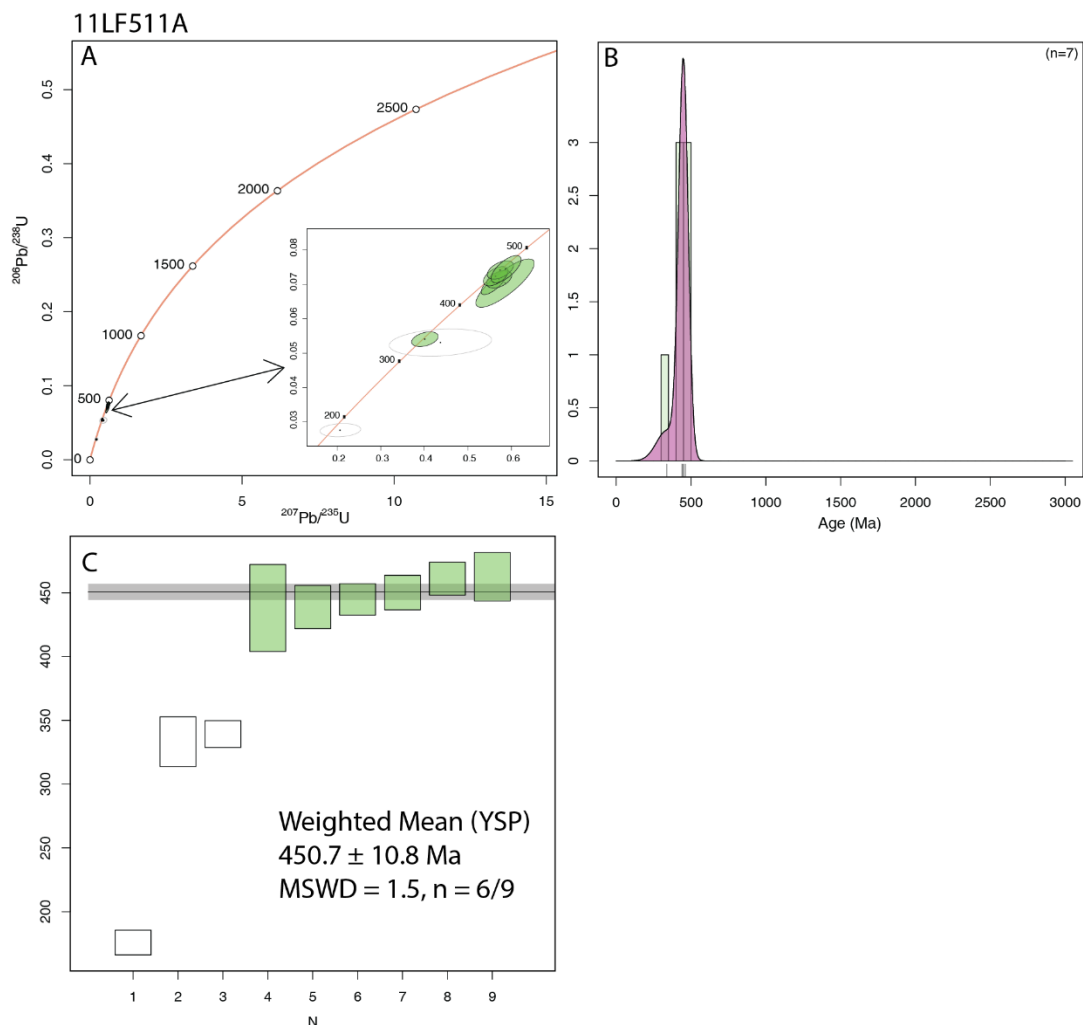 11LF511A
A
0.5
0.4
0.3
0.2
0.1
0.0
²⁰⁶Pb/²³⁸U
2500
2000
1500
1000
500
0
0.08
0.07
0.06
0.05
0.04
0.03
500
400
300
200
0.2 0.3 0.4 0.5 0.6
0 5 10 15
²⁰⁷Pb/²³⁵U
B
(n=7)
3
2.5
2
1.5
1
0.5
0
0 500 1000 1500 2000 2500 3000
Age (Ma)
C
450
400
350
300
250
200
Weighted Mean (YSP)
450.7 ± 10.8 Ma
MSWD = 1.5, n = 6/9
1 2 3 4 5 6 7 8 9
N